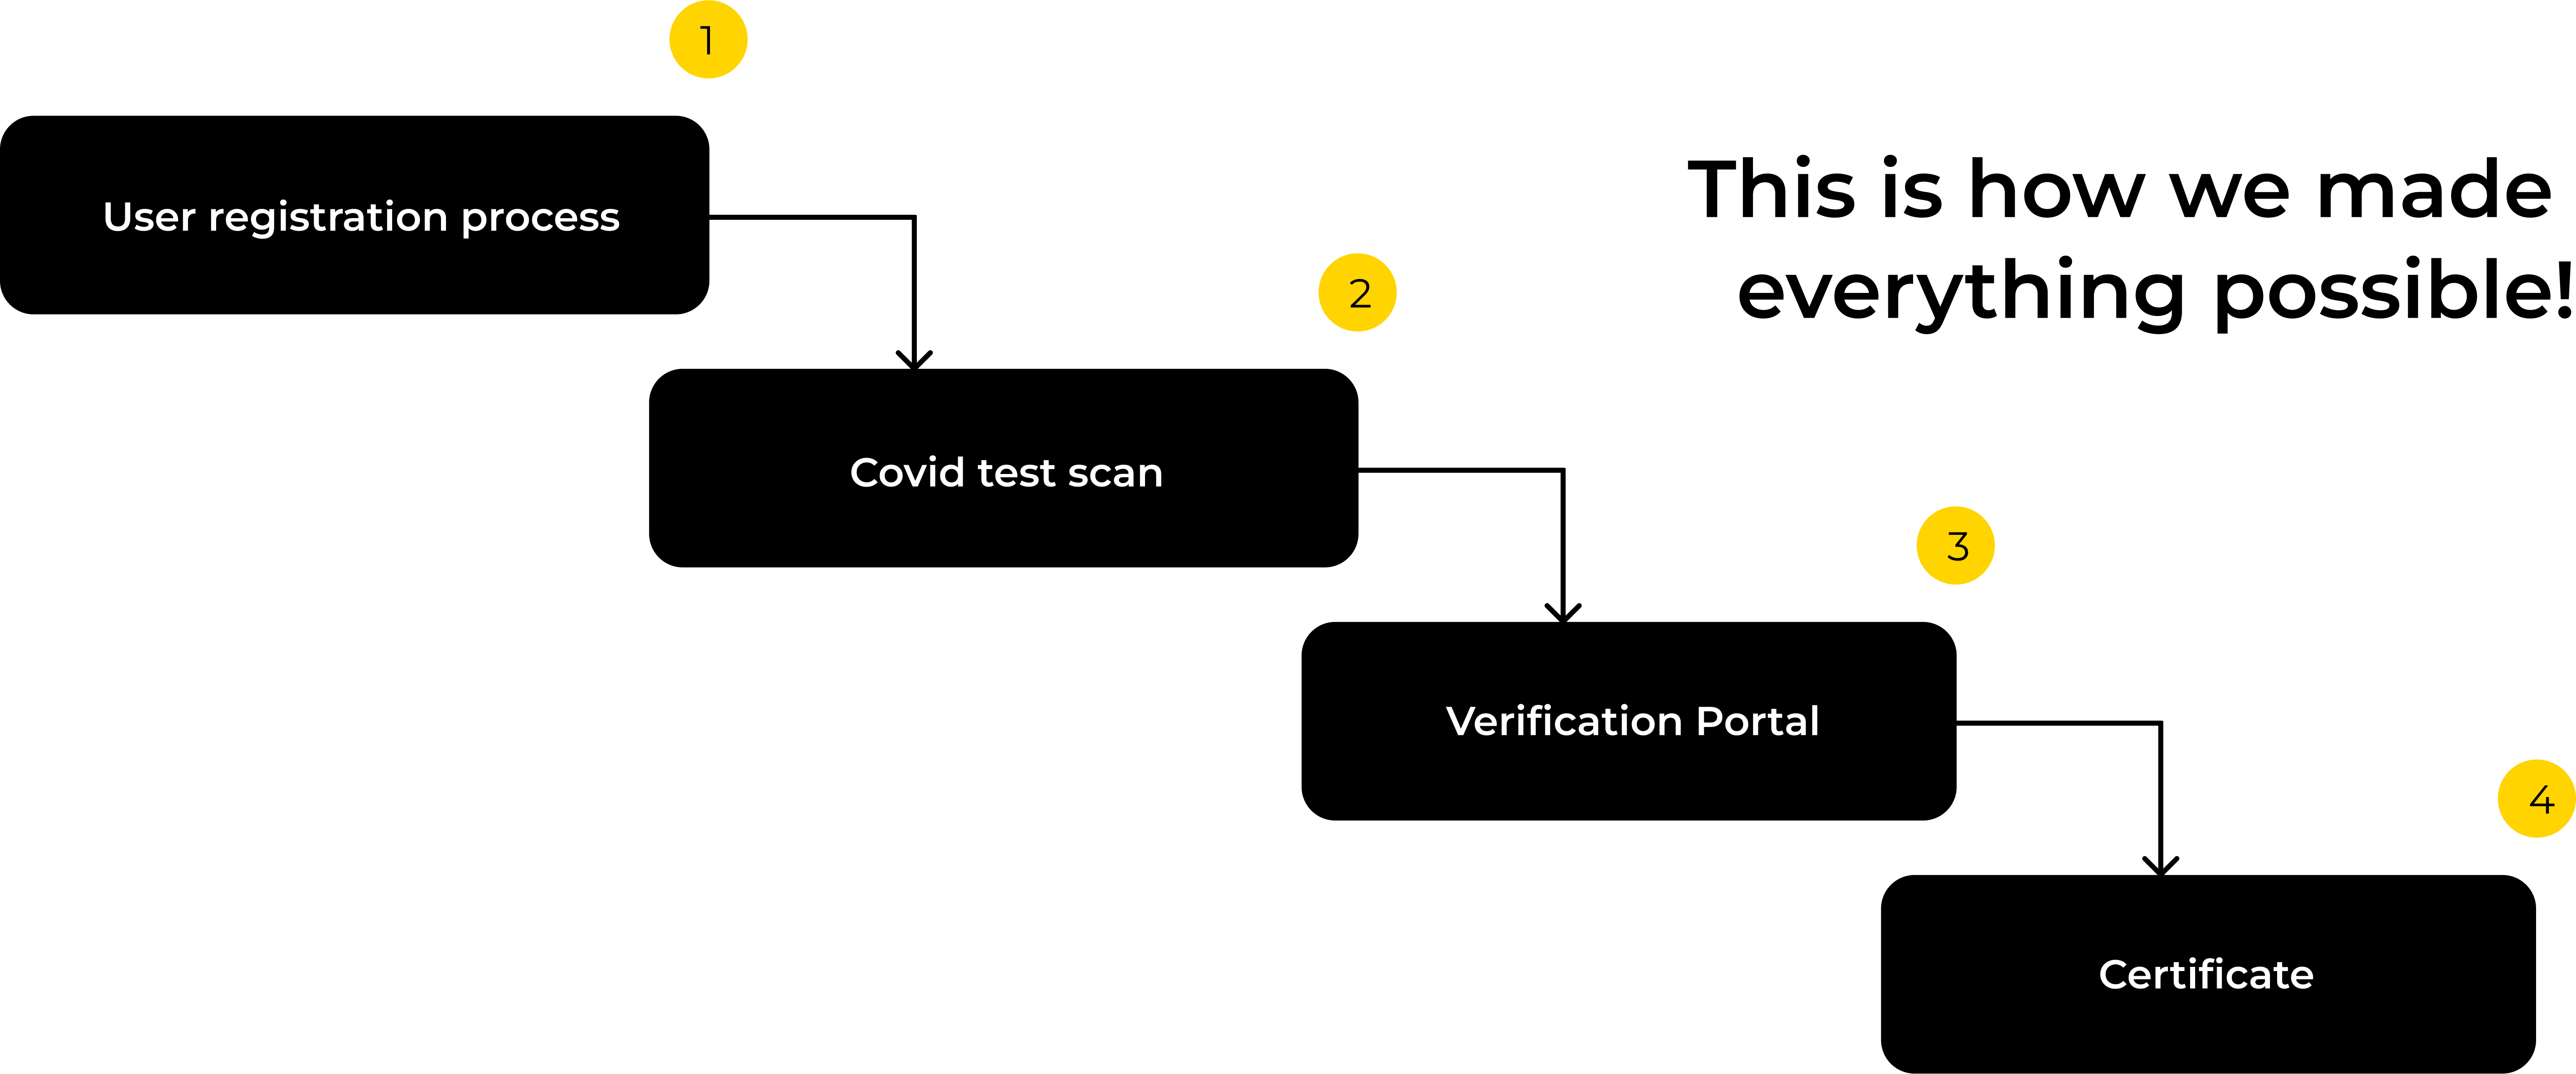 1
User registration process
This is how we made
everything possible!
2
Covid test scan
3
Verification Portal
4
Certificate